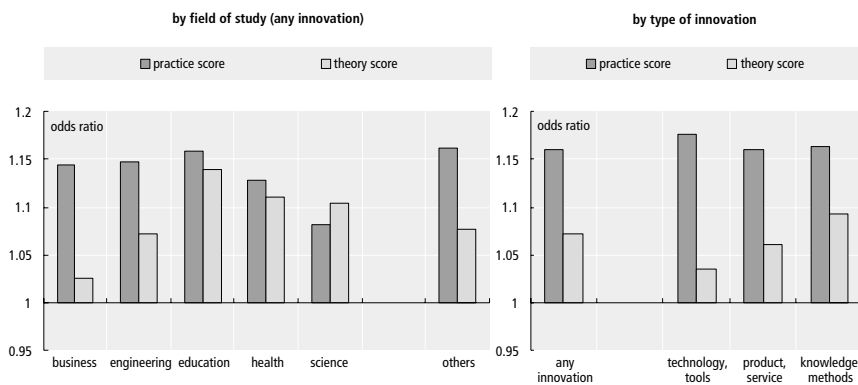 by field of study (any innovation)
practice score theory score
odds ratio
1.2
1.15
1.1
1.05
1
0.95
business engineering education health science others
by type of innovation
practice score theory score
odds ratio
1.2
1.15
1.1
1.05
1
0.95
any technology, product, knowledge
innovation tools service methods